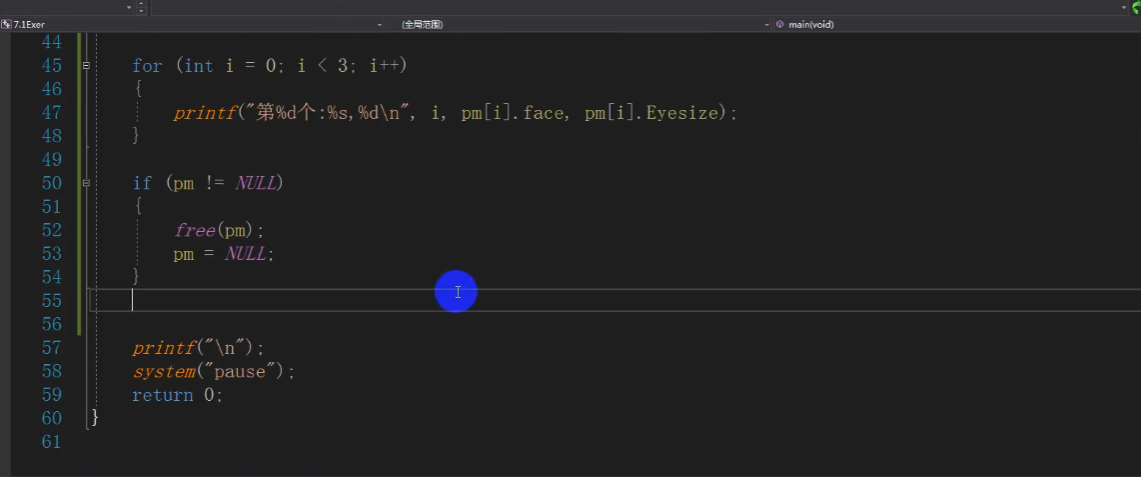 7.1Exer (全局范围) main(void)
44
45 for (int i = 0; i < 3; i++)
46 {
47 printf("第%d个:%s,%d\n", i, pm[i].face, pm[i].Eyesize);
48 }
49
50 if (pm != NULL)
51 {
52 free(pm);
53 pm = NULL;
54 }
55
56
57 printf("\n");
58 system("pause");
59 return 0;
60 }
61